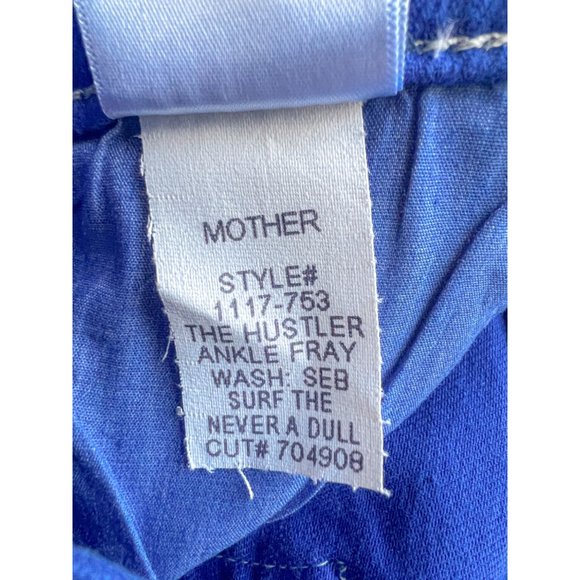 MOTHER
STYLE#
1117-753
THE HUSTLER
ANKLE FRAY
WASH: SEB
SURF THE
NEVER A DULL
CUT# 704908